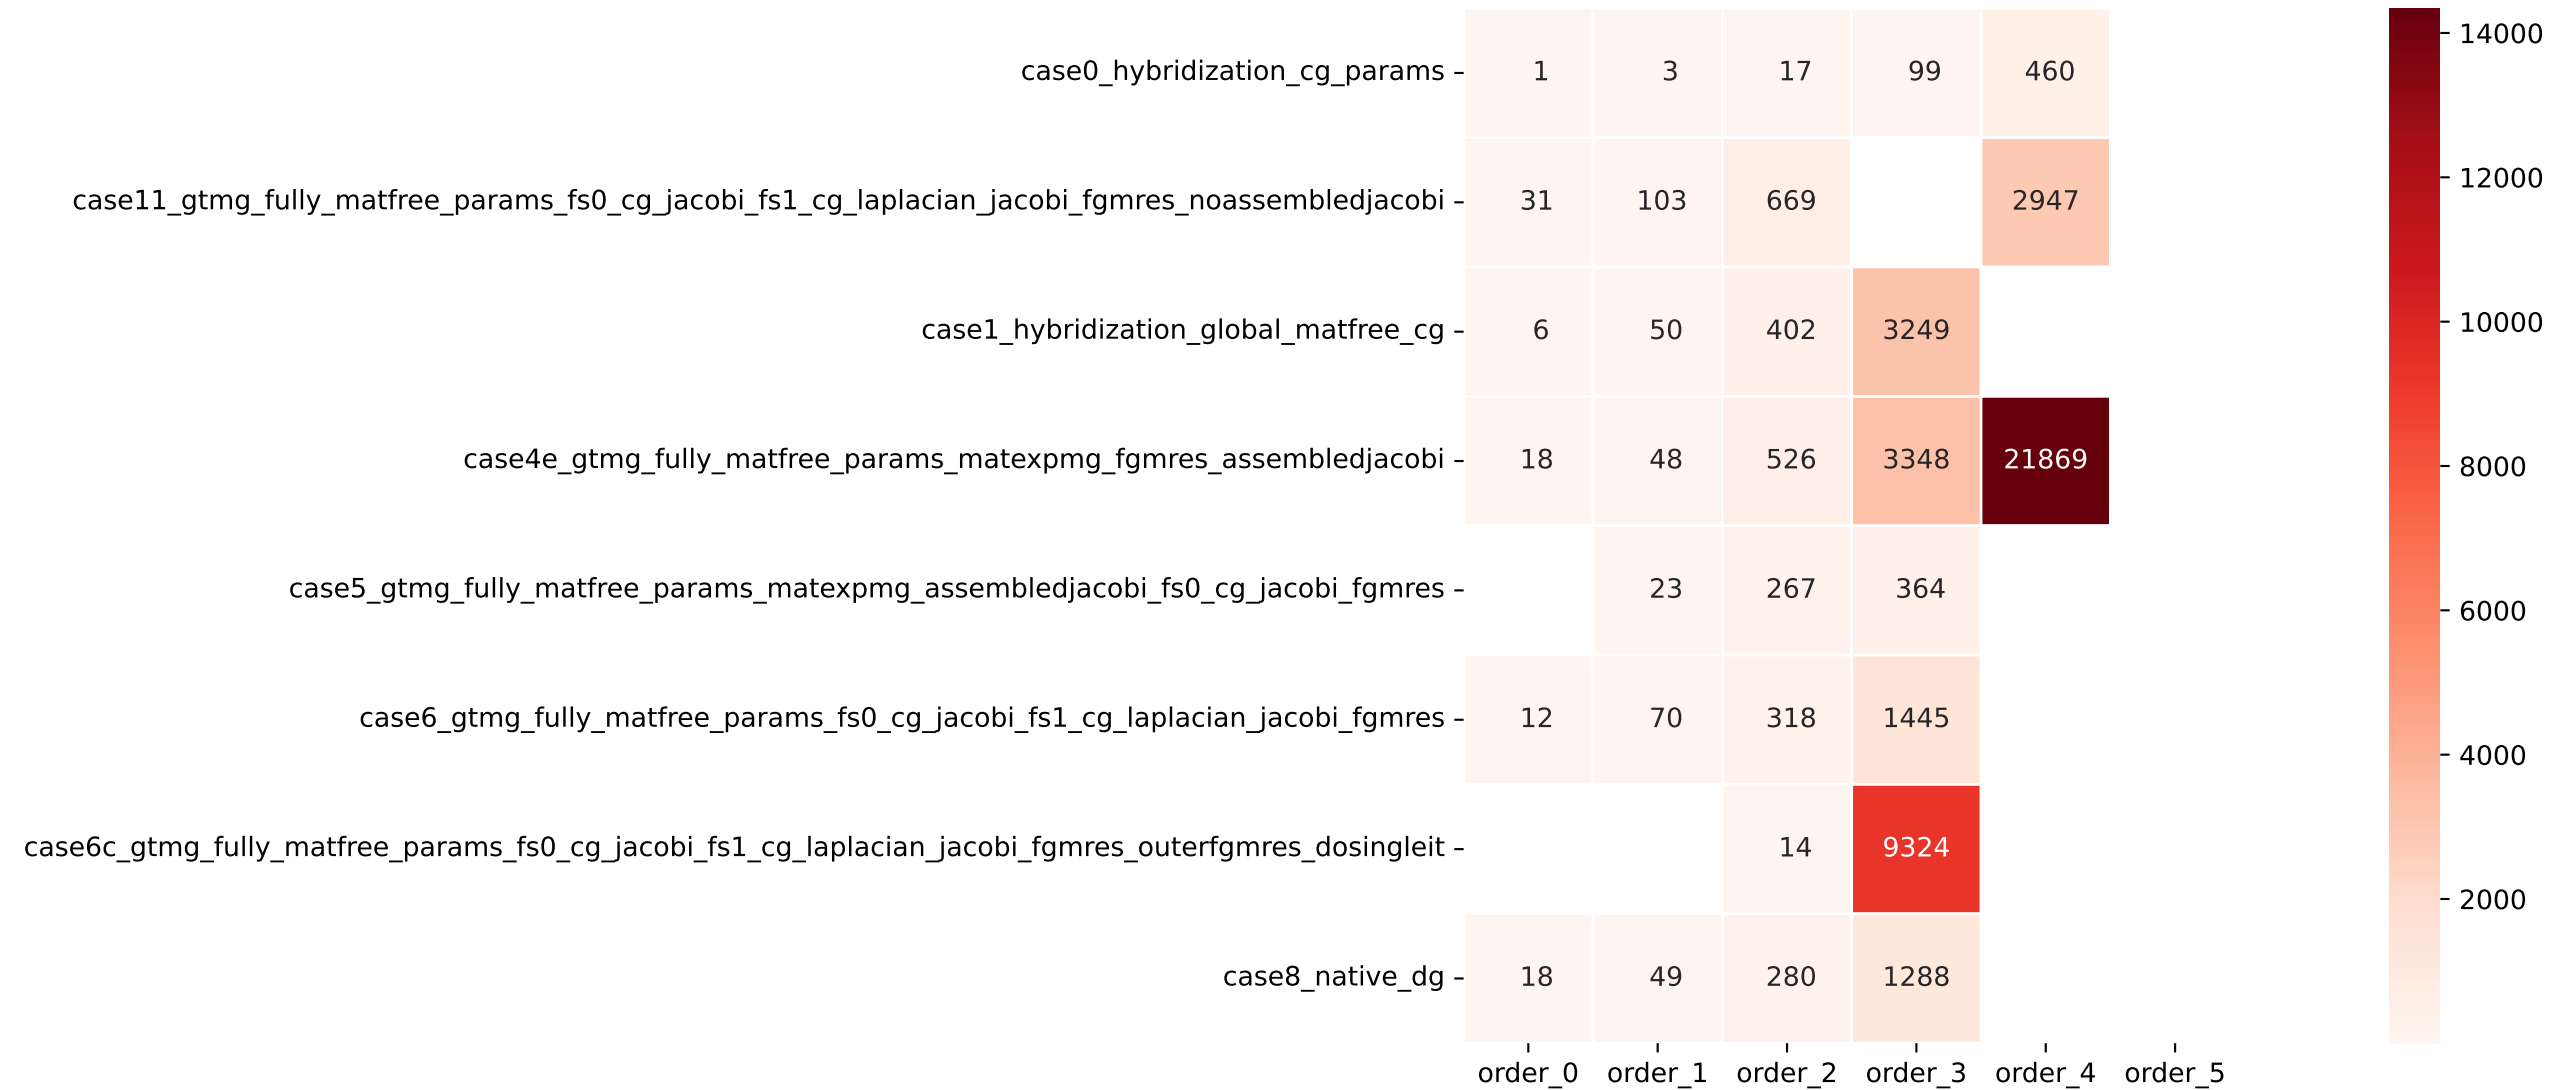 case0_hybridization_cg_params 1 3 17 99 460
case11_gtmg_fully_matfree_params_fs0_cg_jacobi_fs1_cg_laplacian_jacobi_fgmres_noassembledjacobi 31 103 669 2947
case1_hybridization_global_matfree_cg 6 50 402 3249
case4e_gtmg_fully_matfree_params_matexpmg_fgmres_assembledjacobi 18 48 526 3348 21869
case5_gtmg_fully_matfree_params_matexpmg_assembledjacobi_fs0_cg_jacobi_fgmres 23 267 364
case6_gtmg_fully_matfree_params_fs0_cg_jacobi_fs1_cg_laplacian_jacobi_fgmres 12 70 318 1445
case6c_gtmg_fully_matfree_params_fs0_cg_jacobi_fs1_cg_laplacian_jacobi_fgmres_outerfgmres_dosingleit 14 9324
case8_native_dg 18 49 280 1288
order_0 order_1 order_2 order_3 order_4 order_5
14000
12000
10000
8000
6000
4000
2000